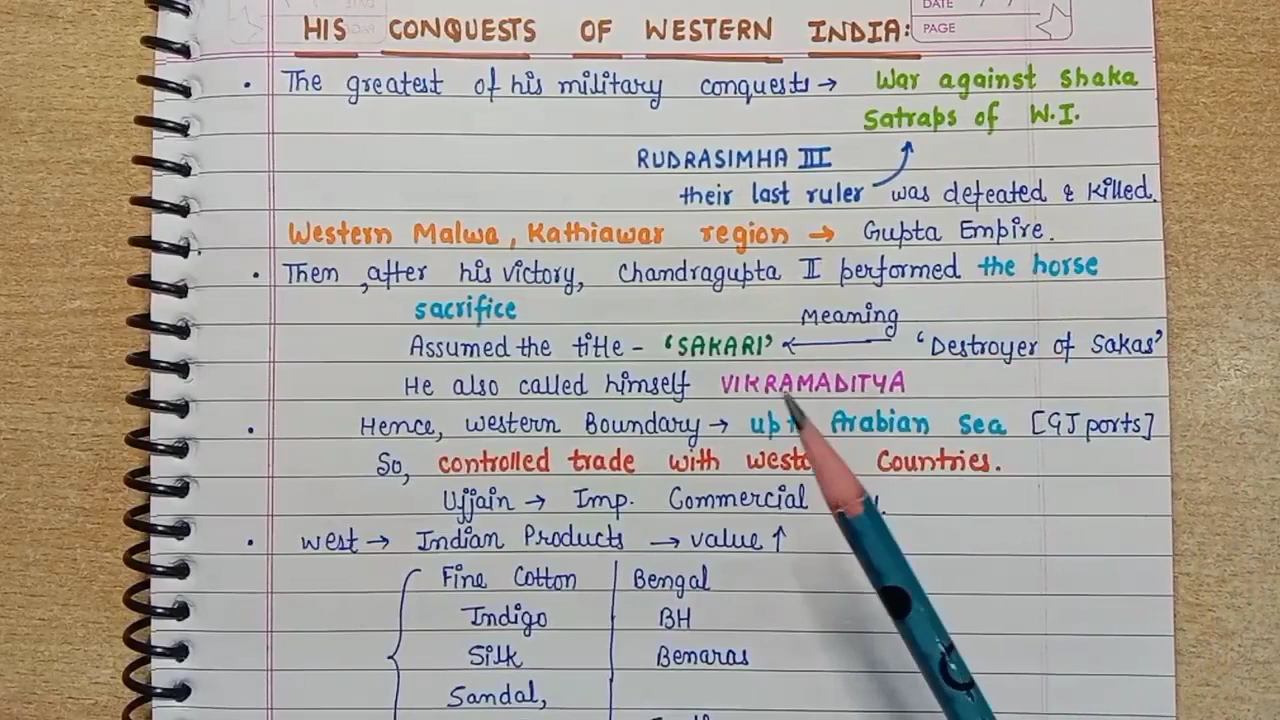 DATE
PAGE
HIS CONQUESTS OF WESTERN INDIA:
• The greatest of his military conquests → War against Shaka
Satraps of W.I.
RUDRASIMHA III
their last ruler was defeated & killed.
Western Malwa, Kathiawar region → Gupta Empire.
• Then, after his victory, Chandragupta II performed the horse
sacrifice
Meaning
Assumed the title - 'SAKARI' ← 'Destroyer of Sakas'
He also called himself VIKRAMADITYA
• Hence, western Boundary → Arabian Sea [GJ ports]
So, controlled trade with Countries.
Ujjain → Imp. Commercial
• West → Indian Products → value ↑
Fine Cotton Bengal
Indigo BH
Silk Benaras
Sandal,